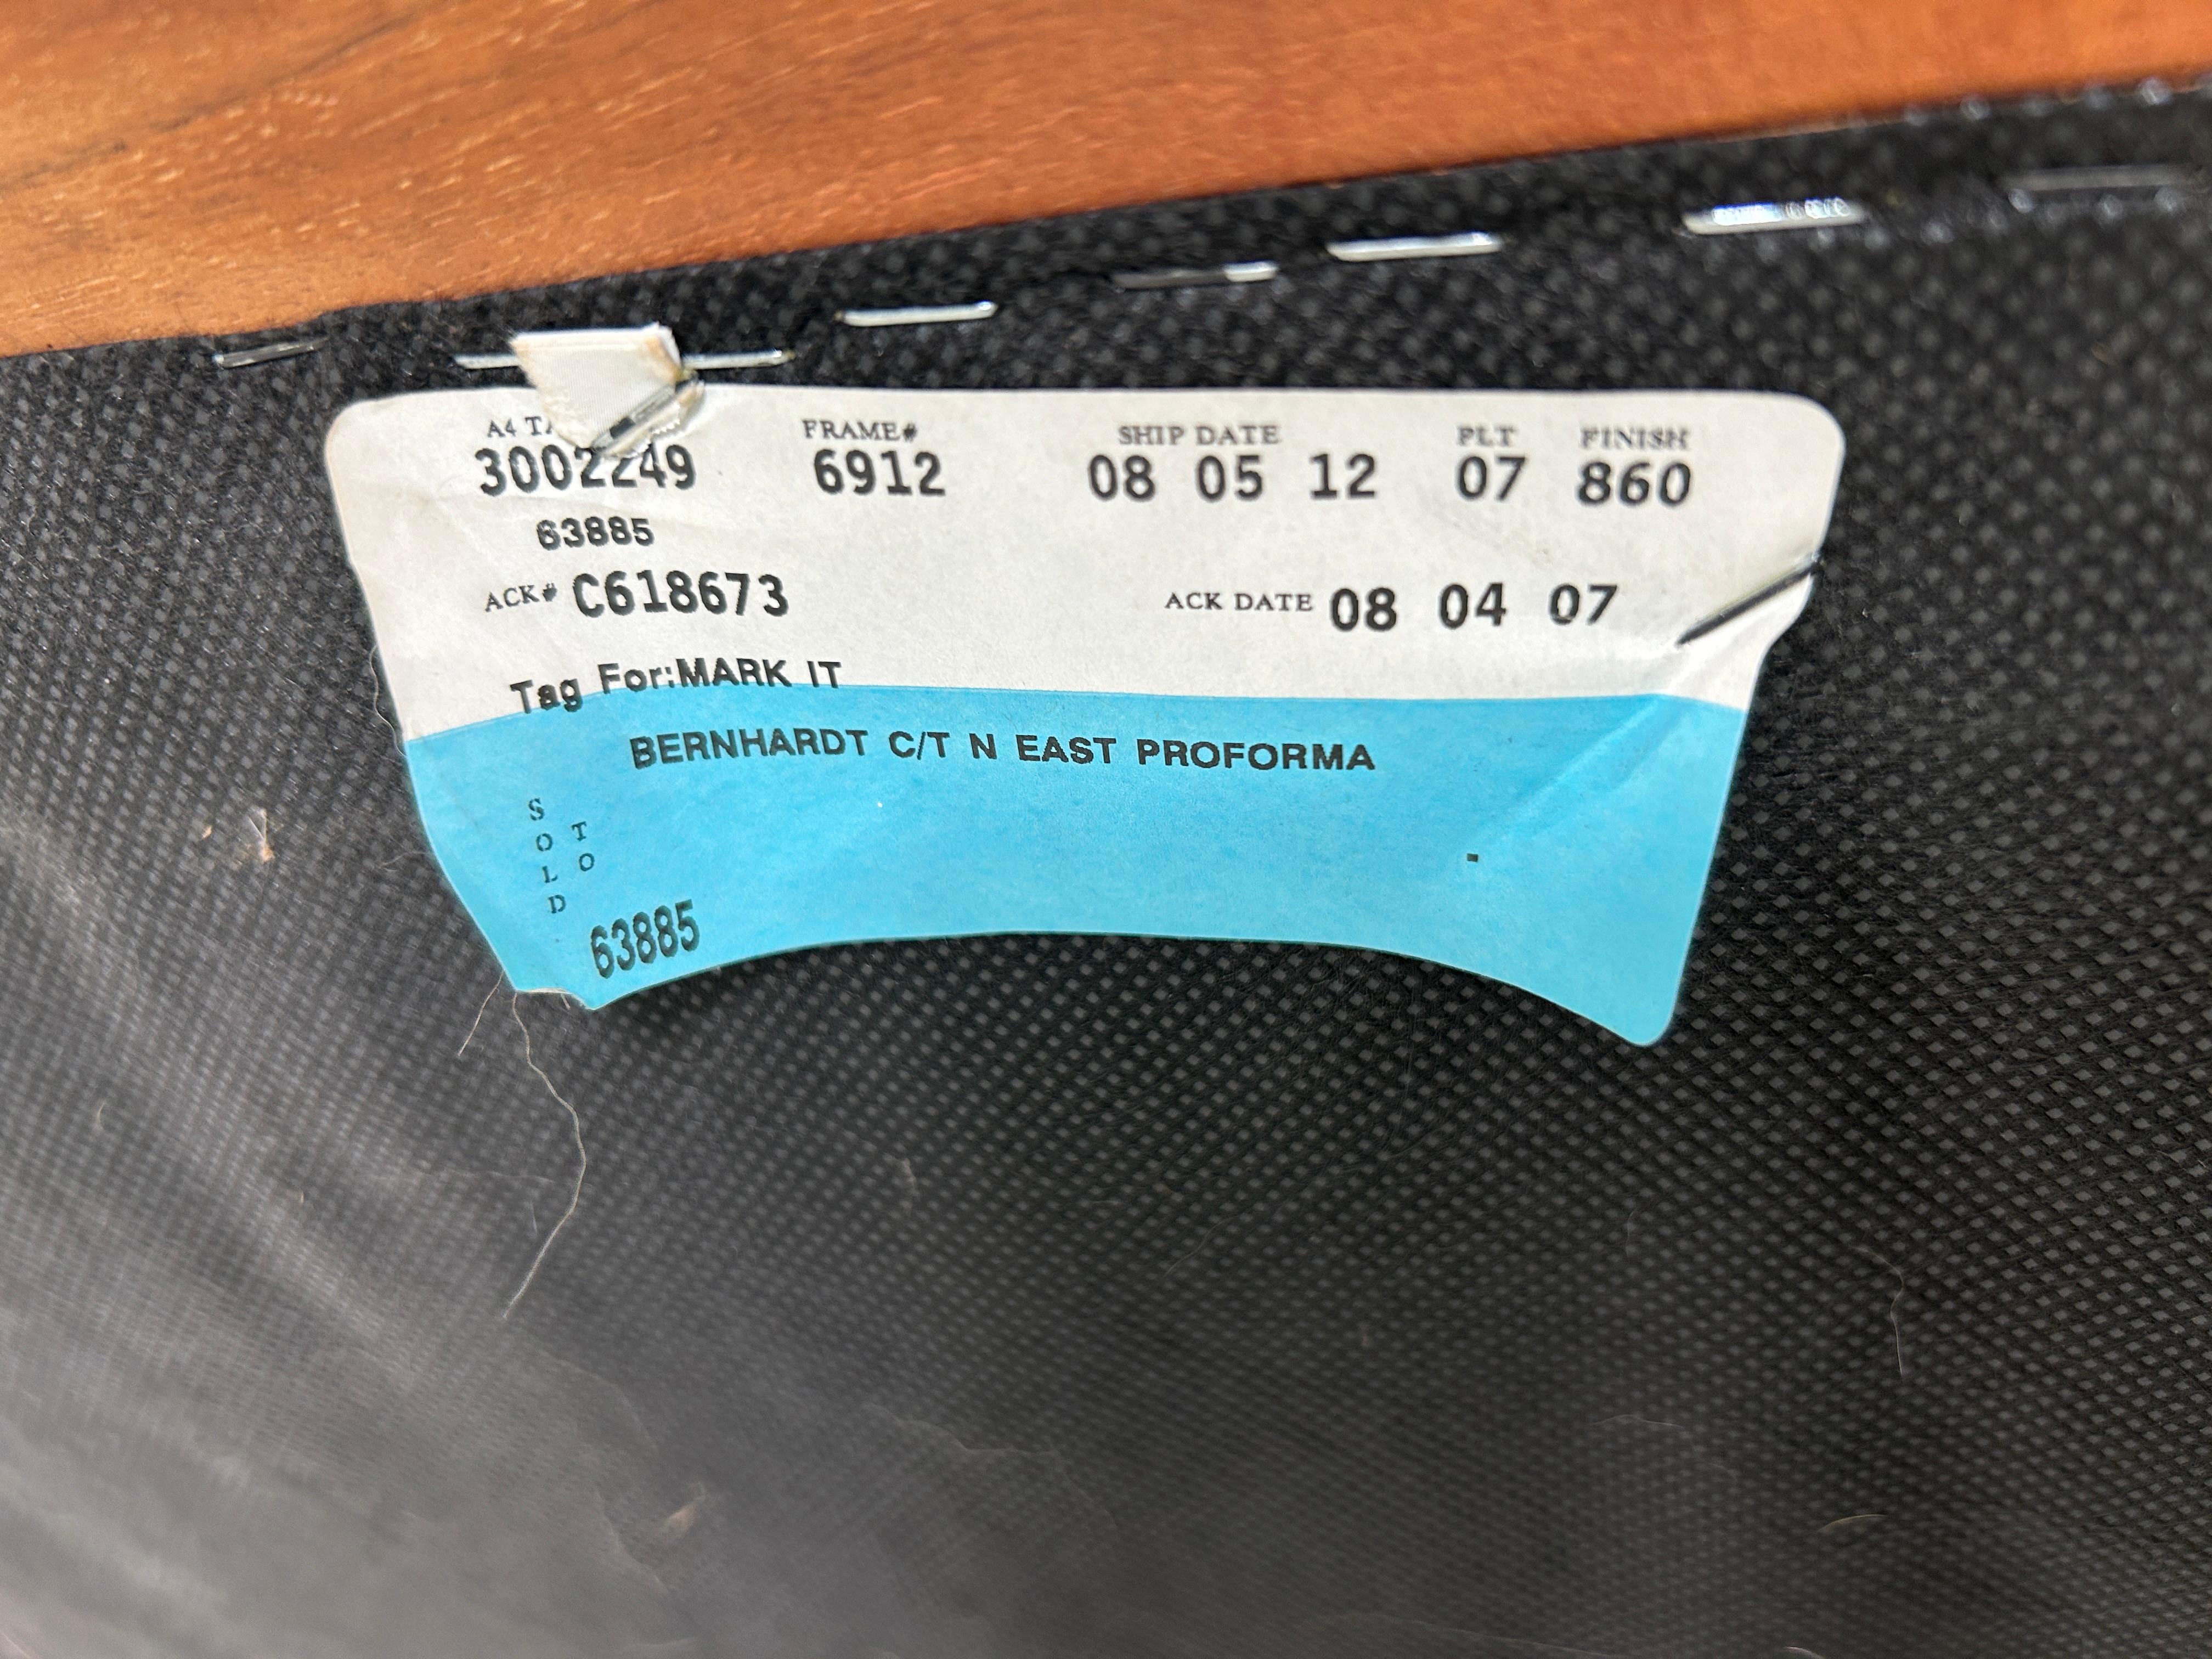 A4 TA FRAME# SHIP DATE PLT FINISH
3002249 6912 08 05 12 07 860
63885
ACK# C618673 ACK DATE 08 04 07
Tag For:MARK IT
BERNHARDT C/T N EAST PROFORMA
SOLD TO
63885